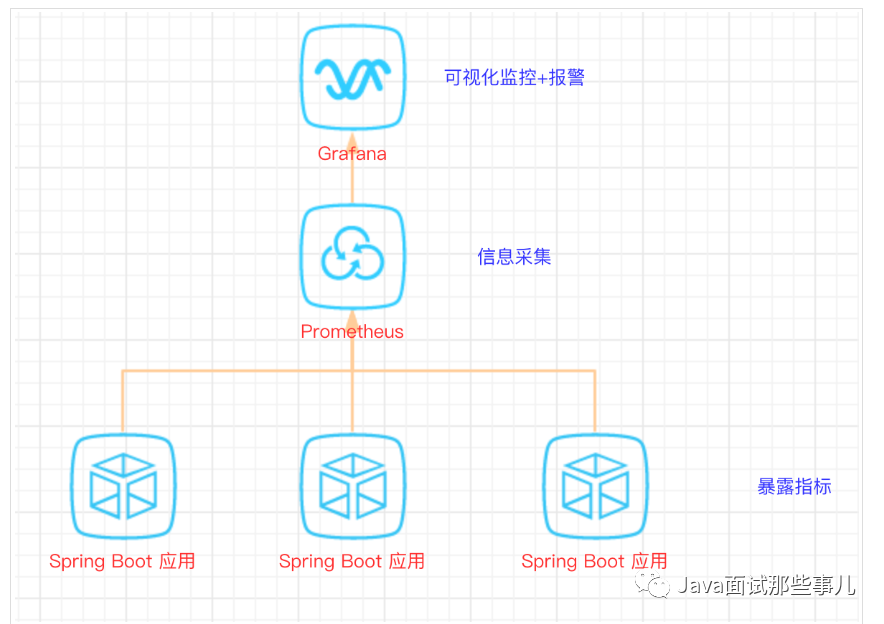 可视化监控+报警
Grafana
信息采集
Prometheus
暴露指标
Spring Boot 应用
Spring Boot 应用
Spring Boot 应用
Java面试那些事儿